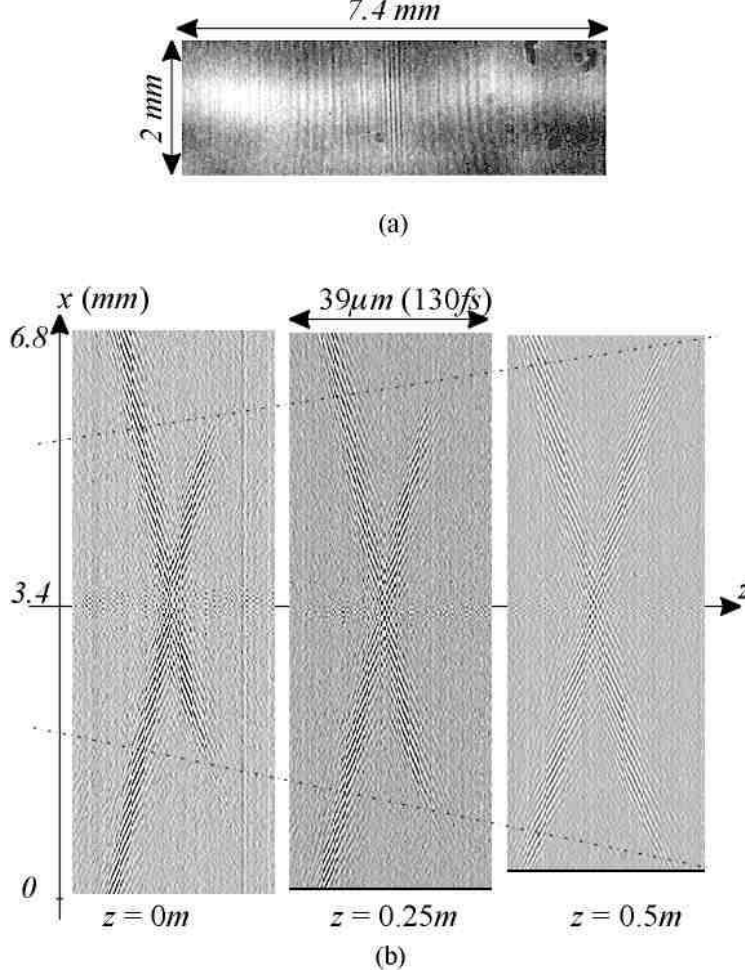 7.4 mm
2 mm
(a)
x (mm)
39μm (130fs)
6.8
3.4
z
0
z = 0m
z = 0.25m
z = 0.5m
(b)